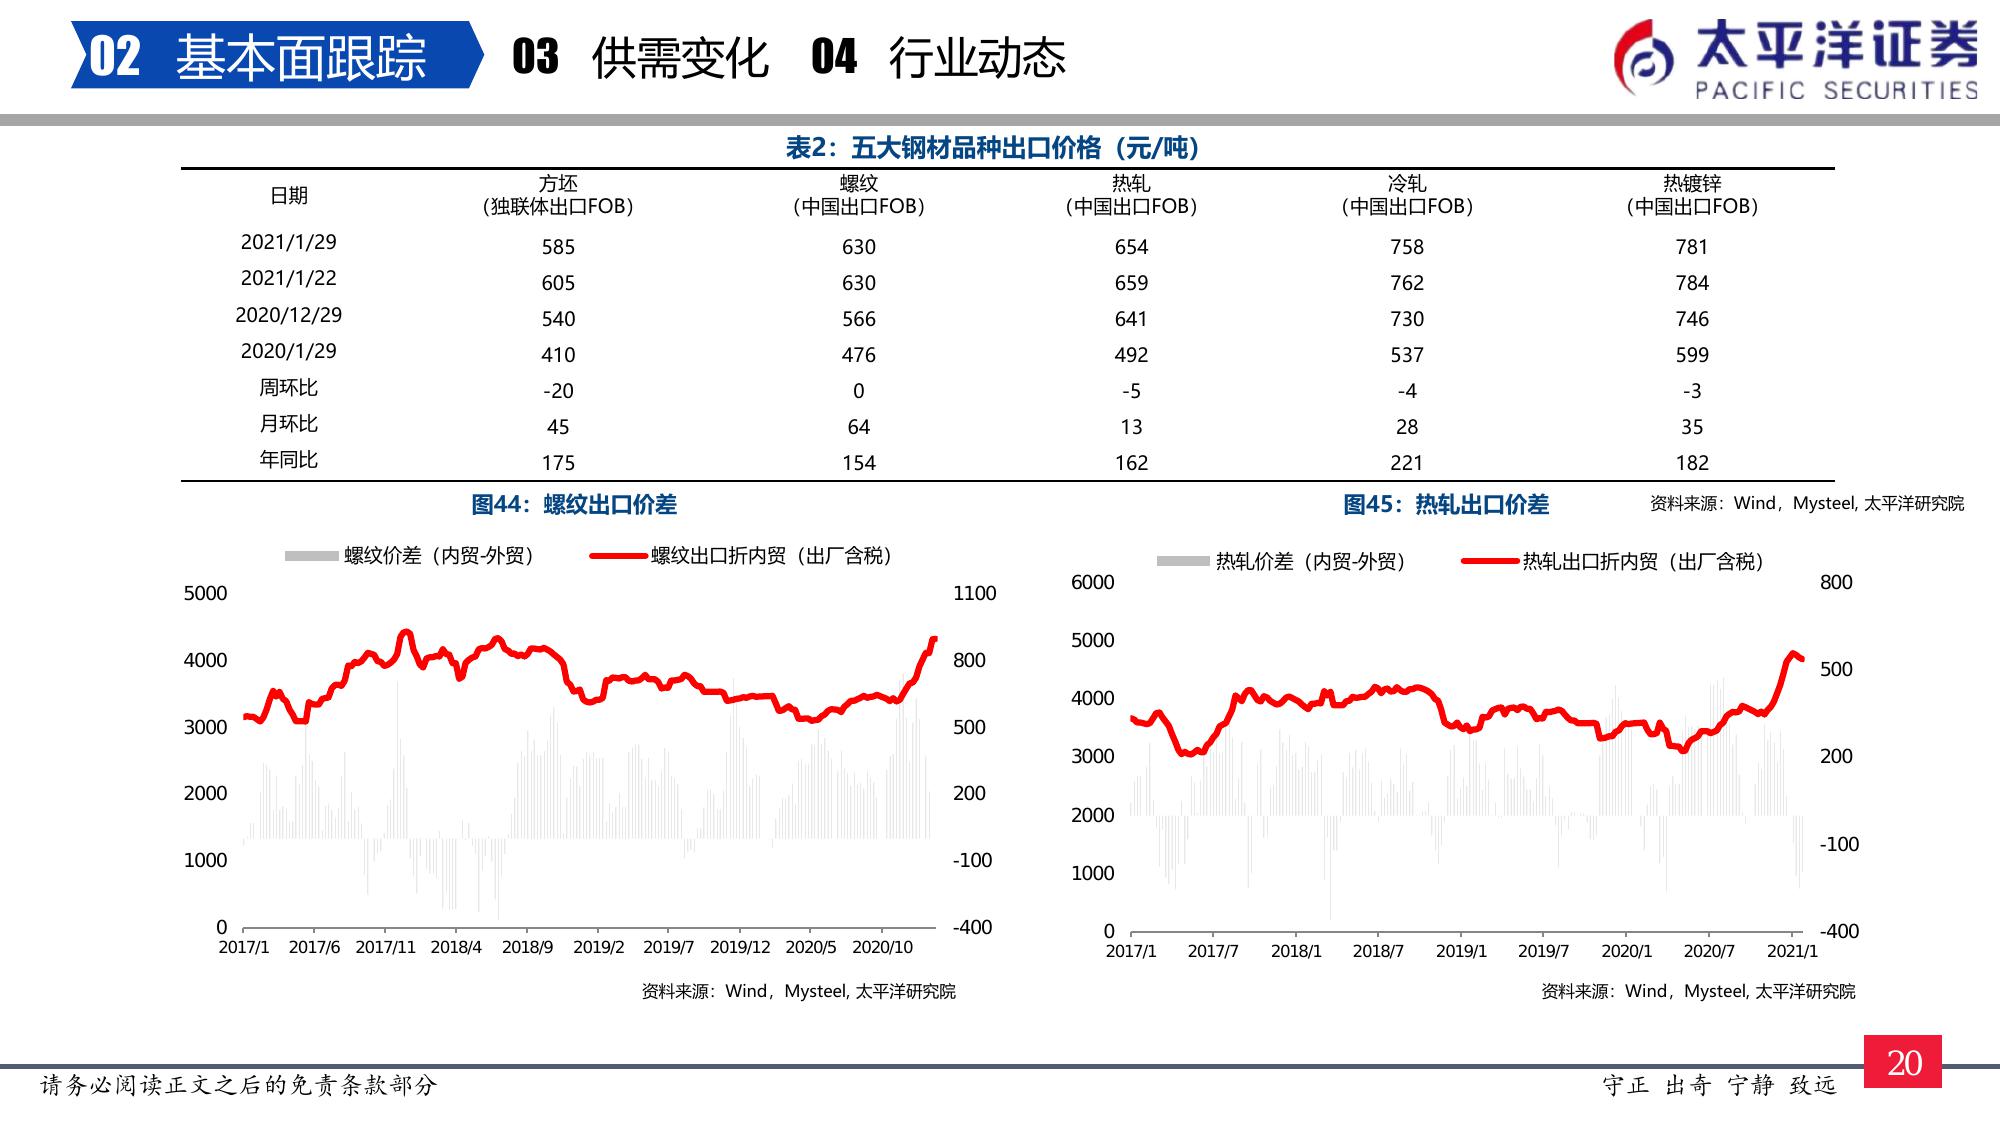 02 基本面跟踪 03 供需变化 04 行业动态
太平洋证券
PACIFIC SECURITIES
表2：五大钢材品种出口价格（元/吨）
日期 方坯 螺纹 热轧 冷轧 热镀锌
（独联体出口FOB） （中国出口FOB） （中国出口FOB） （中国出口FOB） （中国出口FOB）
2021/1/29 585 630 654 758 781
2021/1/22 605 630 659 762 784
2020/12/29 540 566 641 730 746
2020/1/29 410 476 492 537 599
周环比 -20 0 -5 -4 -3
月环比 45 64 13 28 35
年同比 175 154 162 221 182
资料来源：Wind，Mysteel, 太平洋研究院
图44：螺纹出口价差
螺纹价差（内贸-外贸） 螺纹出口折内贸（出厂含税）
5000 1100
4000 800
3000 500
2000 200
1000 -100
0 -400
2017/1 2017/6 2017/11 2018/4 2018/9 2019/2 2019/7 2019/12 2020/5 2020/10
资料来源：Wind，Mysteel, 太平洋研究院
图45：热轧出口价差
热轧价差（内贸-外贸） 热轧出口折内贸（出厂含税）
6000 800
5000
500
4000
3000 200
2000
-100
1000
0 -400
2017/1 2017/7 2018/1 2018/7 2019/1 2019/7 2020/1 2020/7 2021/1
资料来源：Wind，Mysteel, 太平洋研究院
请务必阅读正文之后的免责条款部分
守正 出奇 宁静 致远
20